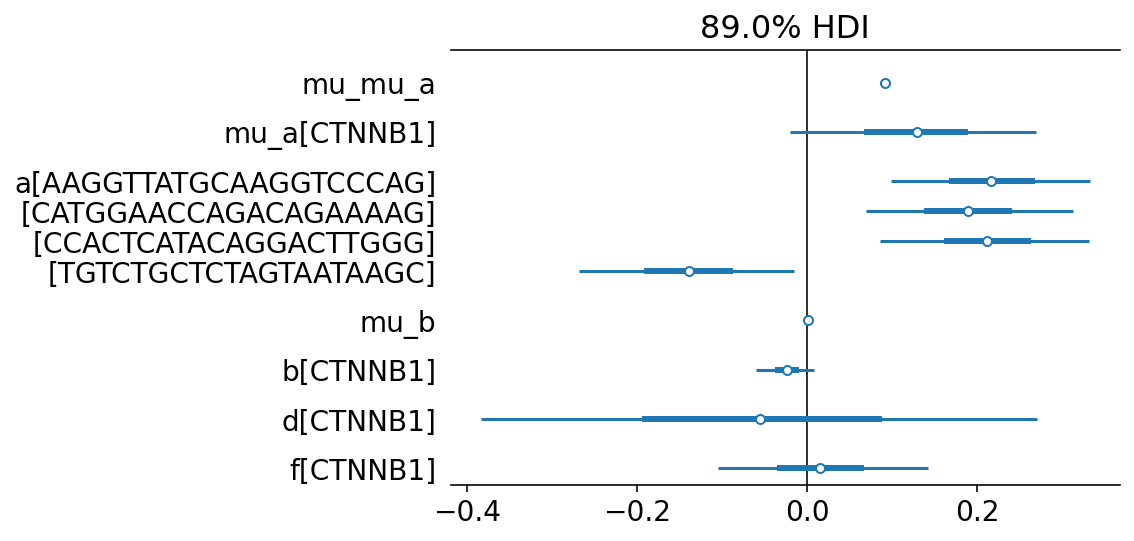 89.0% HDI
mu_mu_a
mu_a[CTNNB1]
a[AAGGTTATGCAAGGTCCCAG]
[CATGGAACCAGACAGAAAAG]
[CCACTCATACAGGACTTGGG]
[TGTCTGCTCTAGTAATAAGC]
mu_b
b[CTNNB1]
d[CTNNB1]
f[CTNNB1]
−0.4 −0.2 0.0 0.2